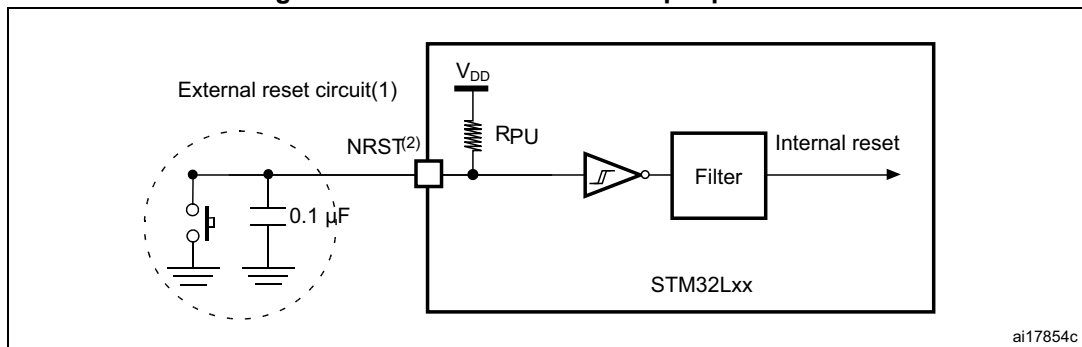 External reset circuit(1)
VDD
NRST(2)
RPU
Internal reset
Filter
0.1 μF
STM32Lxx
ai17854c